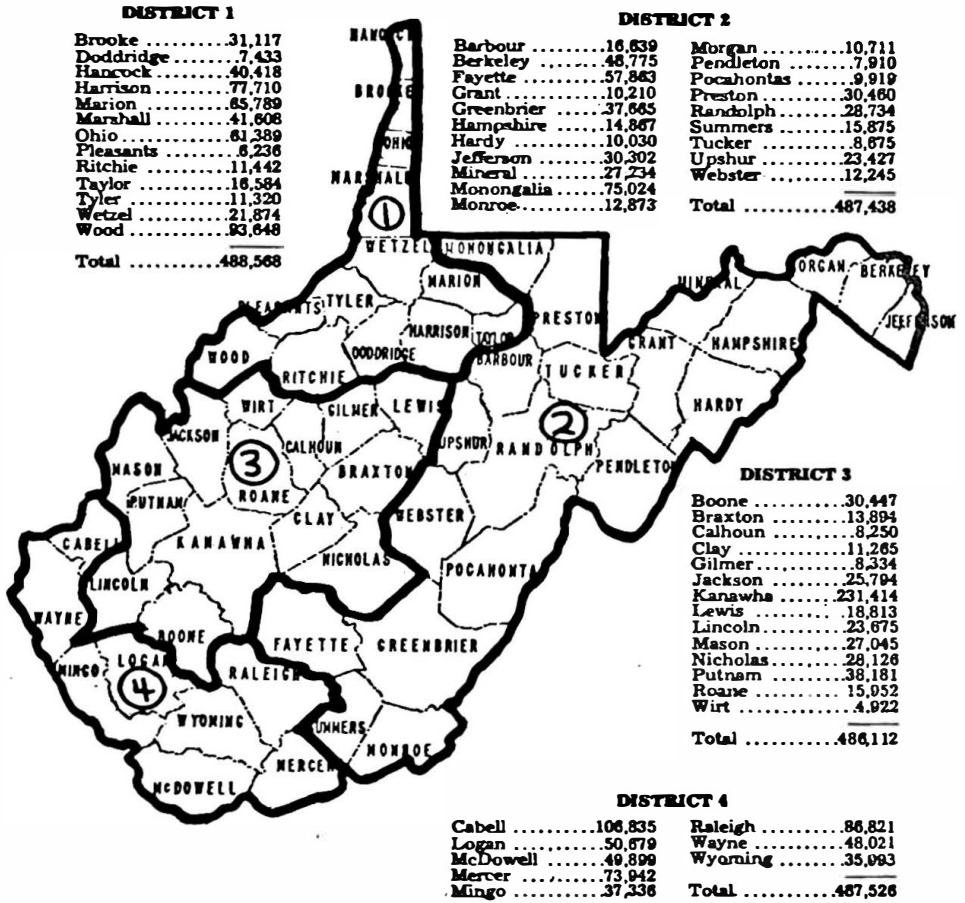 DISTRICT 1
Brooke ..........31,117
Doddridge ........7,433
Hancock .........40,418
Harrison ........77,710
Marion ..........65,789
Marshall ........41,608
Ohio ............61,389
Pleasants ........8,236
Ritchie .........11,442
Taylor ..........16,584
Tyler ...........11,320
Wetzel ..........21,874
Wood ............93,648
Total ..........488,568
DISTRICT 2
Barbour .........16,639
Berkeley ........46,775
Fayette .........57,863
Grant ...........10,210
Greenbrier ......37,665
Hampshire .......14,867
Hardy ...........10,030
Jefferson .......30,302
Mineral .........27,234
Monongalia ......75,024
Monroe ..........12,873
Morgan ..........10,711
Pendleton ........7,910
Pocahontas .......9,919
Preston .........30,460
Randolph ........28,734
Summers .........15,875
Tucker ...........8,675
Upshur ..........23,427
Webster .........12,245
Total ..........487,438
HANCOCK
BROOKE
OHIO
MARSHALL
1
WETZEL
MONONGALIA
MARION
PLEASANTS
TYLER
HARRISON
TAYLOR
PRESTON
MINERAL
ORGAN
BERKELEY
JEFFERSON
WOOD
DODDRIDGE
BARBOUR
GRANT
HAMPSHIRE
RITCHIE
TUCKER
WIRT
GILMER
LEWIS
HARDY
2
JACKSON
CALHOUN
UPSHUR
RANDOLPH
3
MASON
BRAXTON
PENDLETON
PUTNAM
ROANE
CLAY
WEBSTER
CABELL
KANAWHA
NICHOLAS
POCAHONTA
LINCOLN
WAYNE
BOONE
FAYETTE
GREENBRIER
MINGO
LOGAN
RALEIGH
4
WYOMING
UMMERS
MONROE
MERCER
McDOWELL
DISTRICT 3
Boone ...........30,447
Braxton .........13,894
Calhoun ..........8,250
Clay ............11,265
Gilmer ...........8,334
Jackson .........25,794
Kanawha ........231,414
Lewis ...........18,813
Lincoln .........23,675
Mason ...........27,045
Nicholas ........28,126
Putnam ..........38,181
Roane ...........15,952
Wirt .............4,922
Total ..........486,112
DISTRICT 4
Cabell .........106,835
Logan ...........50,679
McDowell ........49,899
Mercer ..........73,942
Mingo ...........37,336
Raleigh .........86,821
Wayne ...........48,021
Wyoming .........35,993
Total ..........487,526